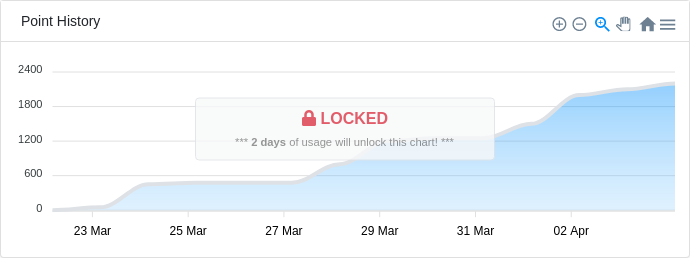 Point History
2400
1800
1200
600
0
LOCKED
*** 2 days of usage will unlock this chart! ***
23 Mar 25 Mar 27 Mar 29 Mar 31 Mar 02 Apr